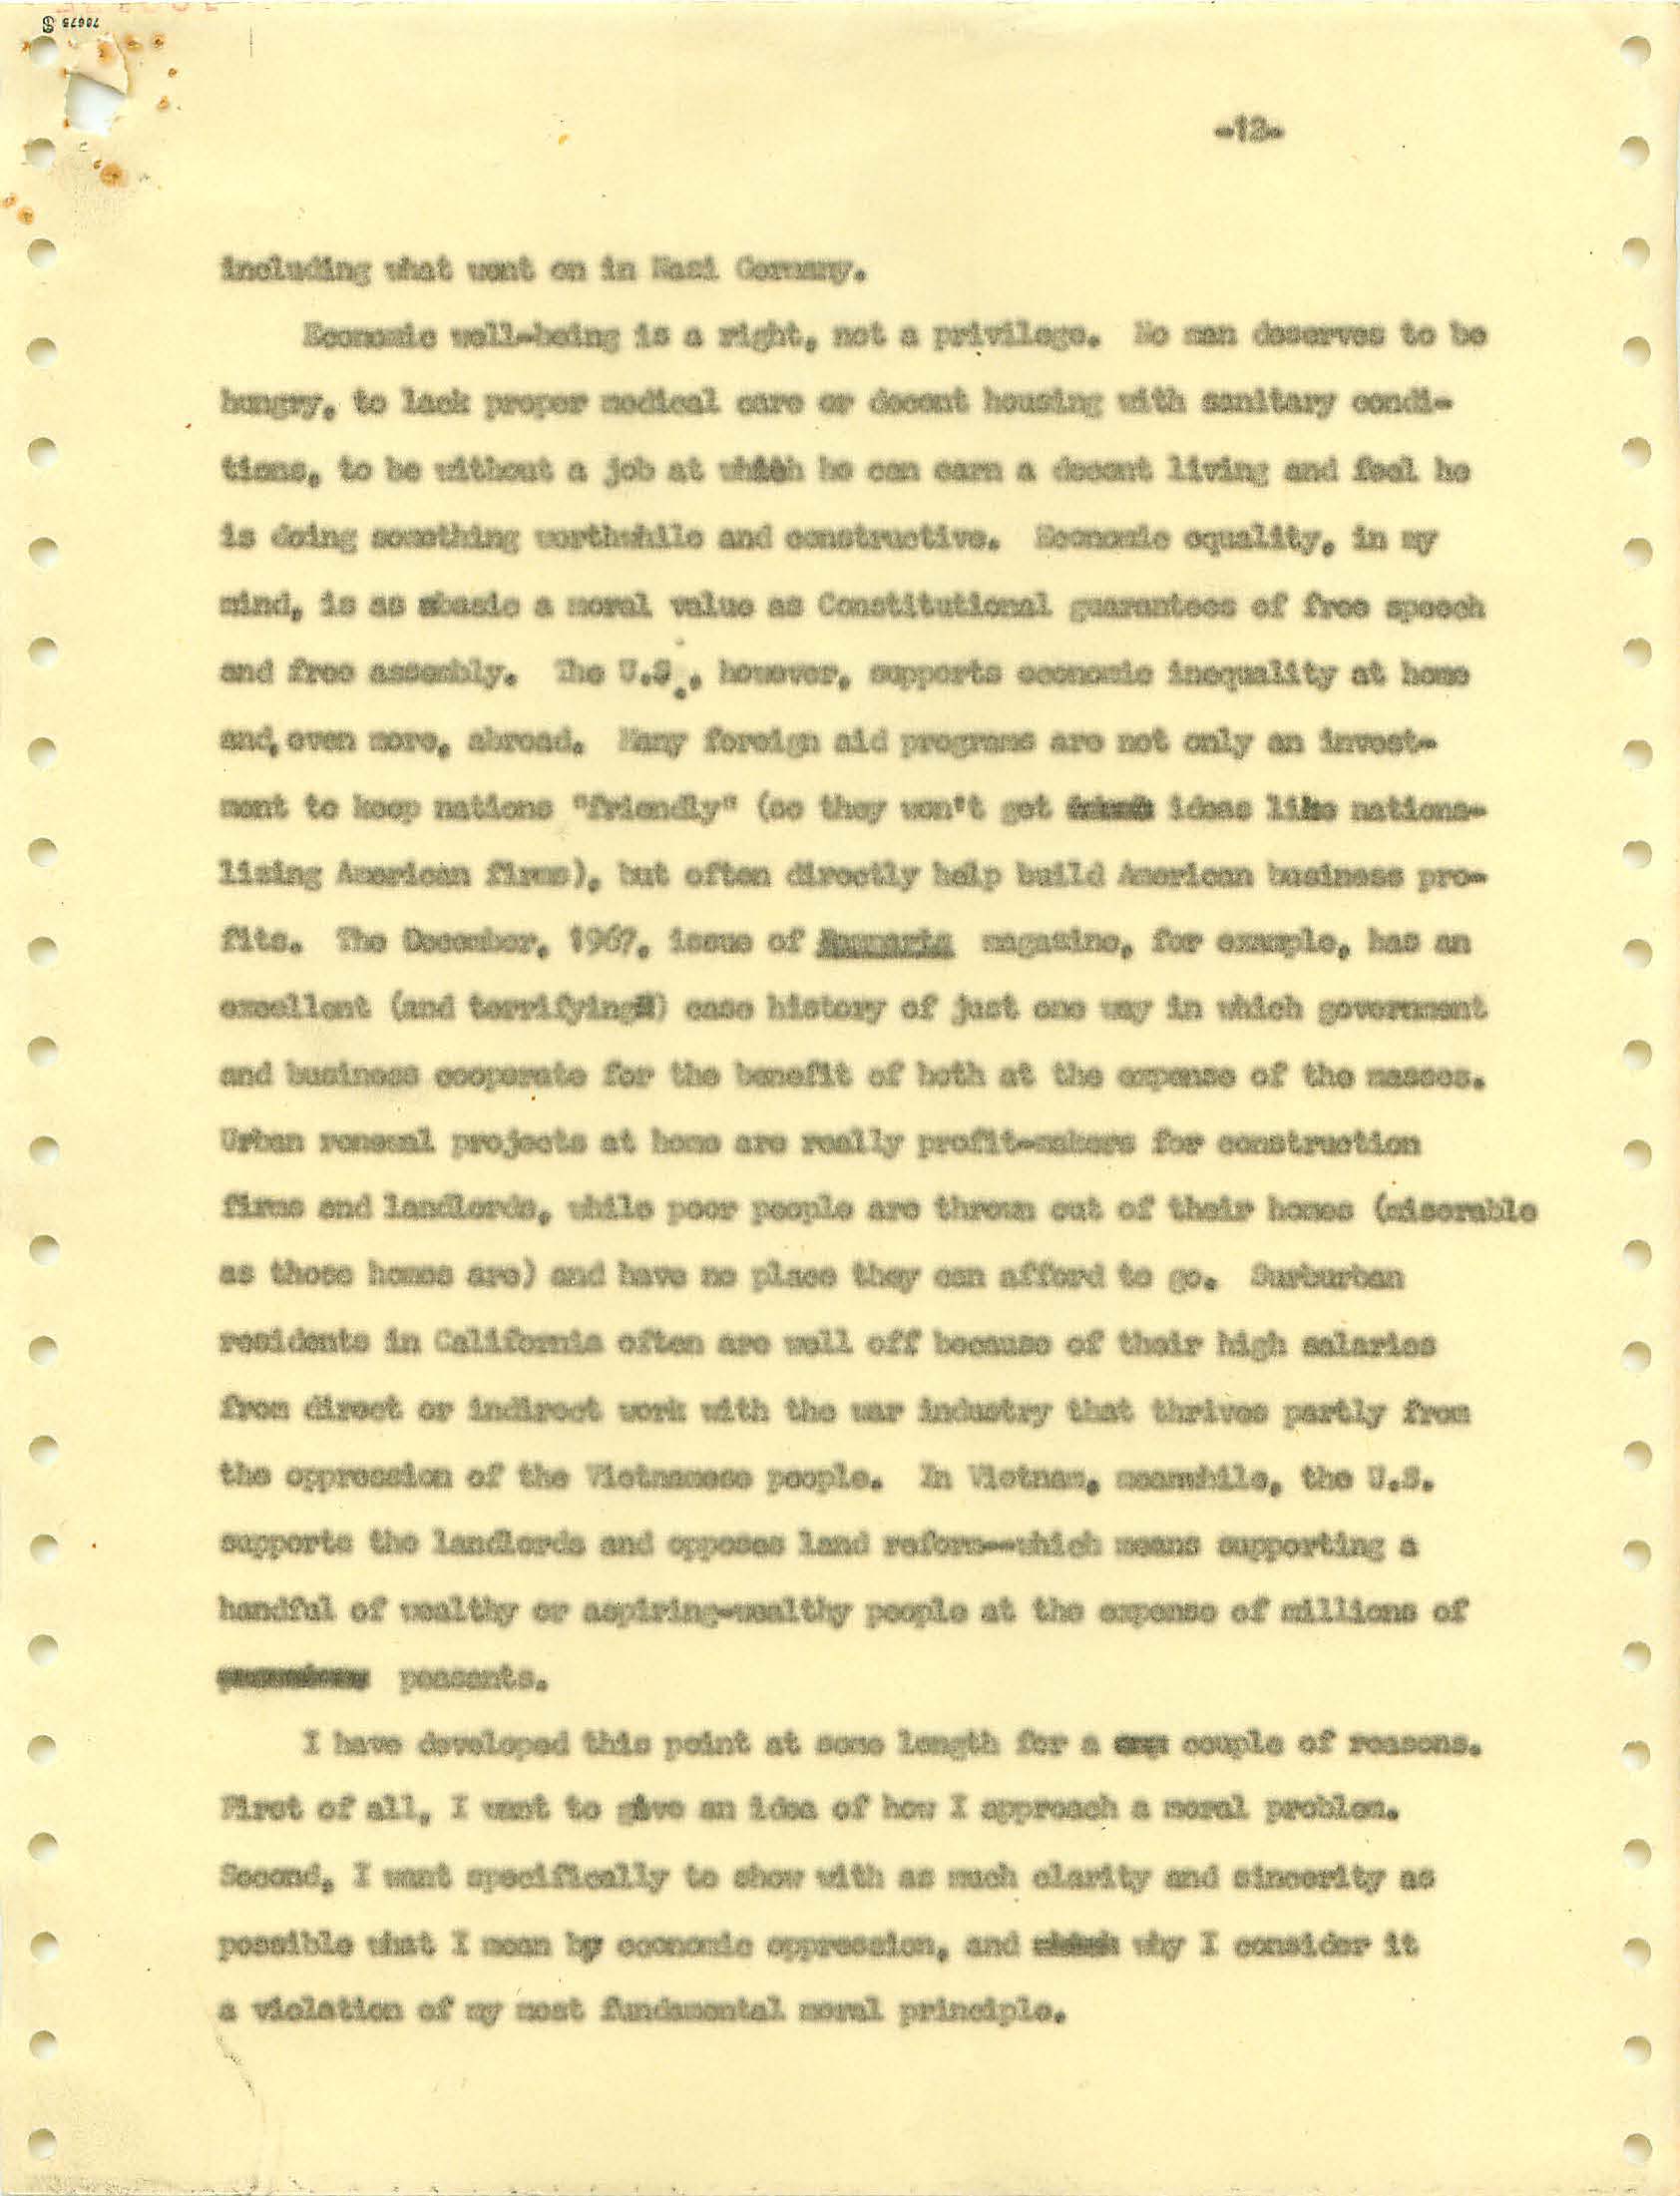 -12-
including what went on in Nazi Germany.
Economic well-being is a right, not a privilege. No man deserves to be
hungry, to lack proper medical care or decent housing with sanitary condi-
tions, to be without a job at which he can earn a decent living and feel he
is doing something worthwhile and constructive. Economic equality, in my
mind, is as basic a moral value as Constitutional guarantees of free speech
and free assembly. The U.S., however, supports economic inequality at home
and, even more, abroad. Many foreign aid programs are not only an invest-
ment to keep nations "friendly" (so they won't get ideas like nationa-
lizing American firms), but often directly help build American business pro-
fits. The December, 1967, issue of Ramparts magazine, for example, has an
excellent (and terrifying) case history of just one way in which government
and business cooperate for the benefit of both at the expense of the masses.
Urban renewal projects at home are really profit-makers for construction
firms and landlords, while poor people are thrown out of their homes (miserable
as those homes are) and have no place they can afford to go. Surburban
residents in California often are well off because of their high salaries
from direct or indirect work with the war industry that thrives partly from
the oppression of the Vietnamese people. In Vietnam, meanwhile, the U.S.
supports the landlords and opposes land reform--which means supporting a
handful of wealthy or aspiring-wealthy people at the expense of millions of
peasants.
I have developed this point at some length for a couple of reasons.
First of all, I want to give an idea of how I approach a moral problem.
Second, I want specifically to show with as much clarity and sincerity as
possible what I mean by economic oppression, and why I consider it
a violation of my most fundamental moral principle.